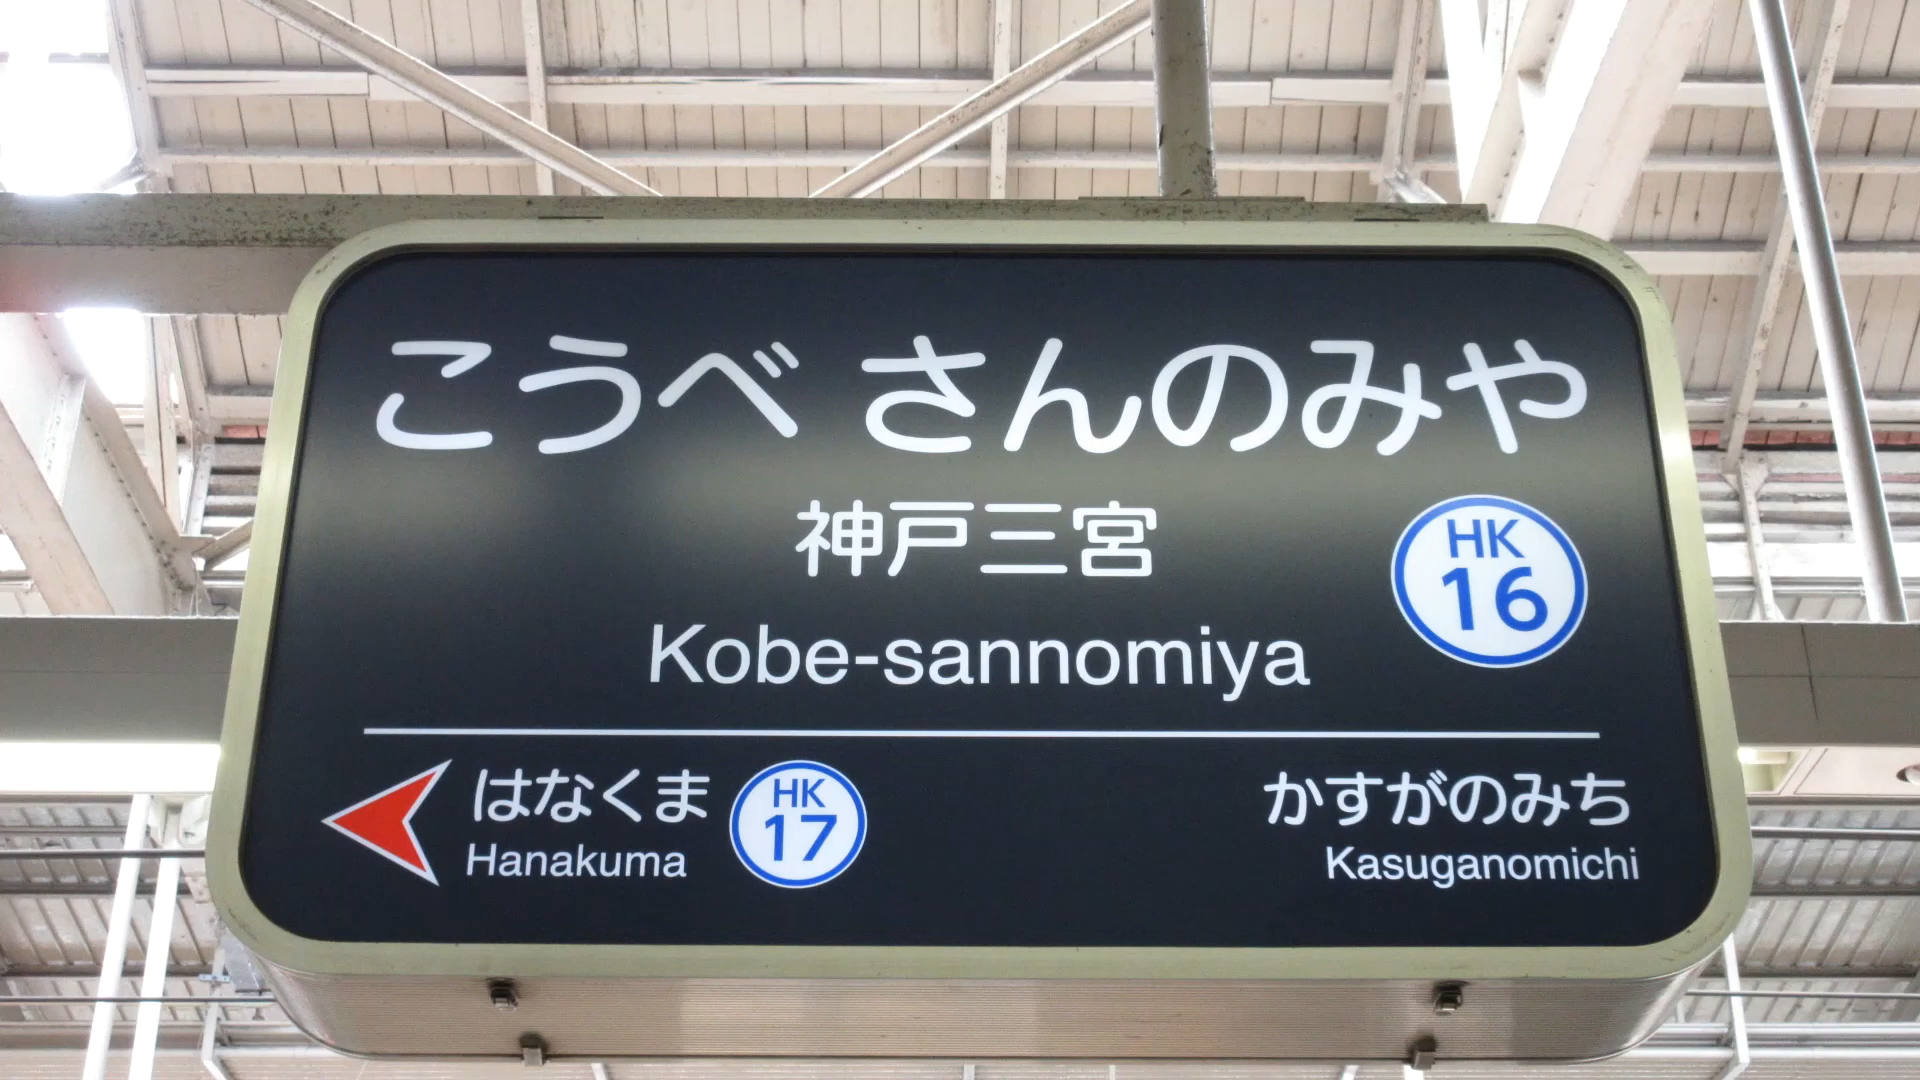 こうべ さんのみや
神戸三宮
HK
16
Kobe-sannomiya
はなくま
Hanakuma
HK
17
かすがのみち
Kasuganomichi